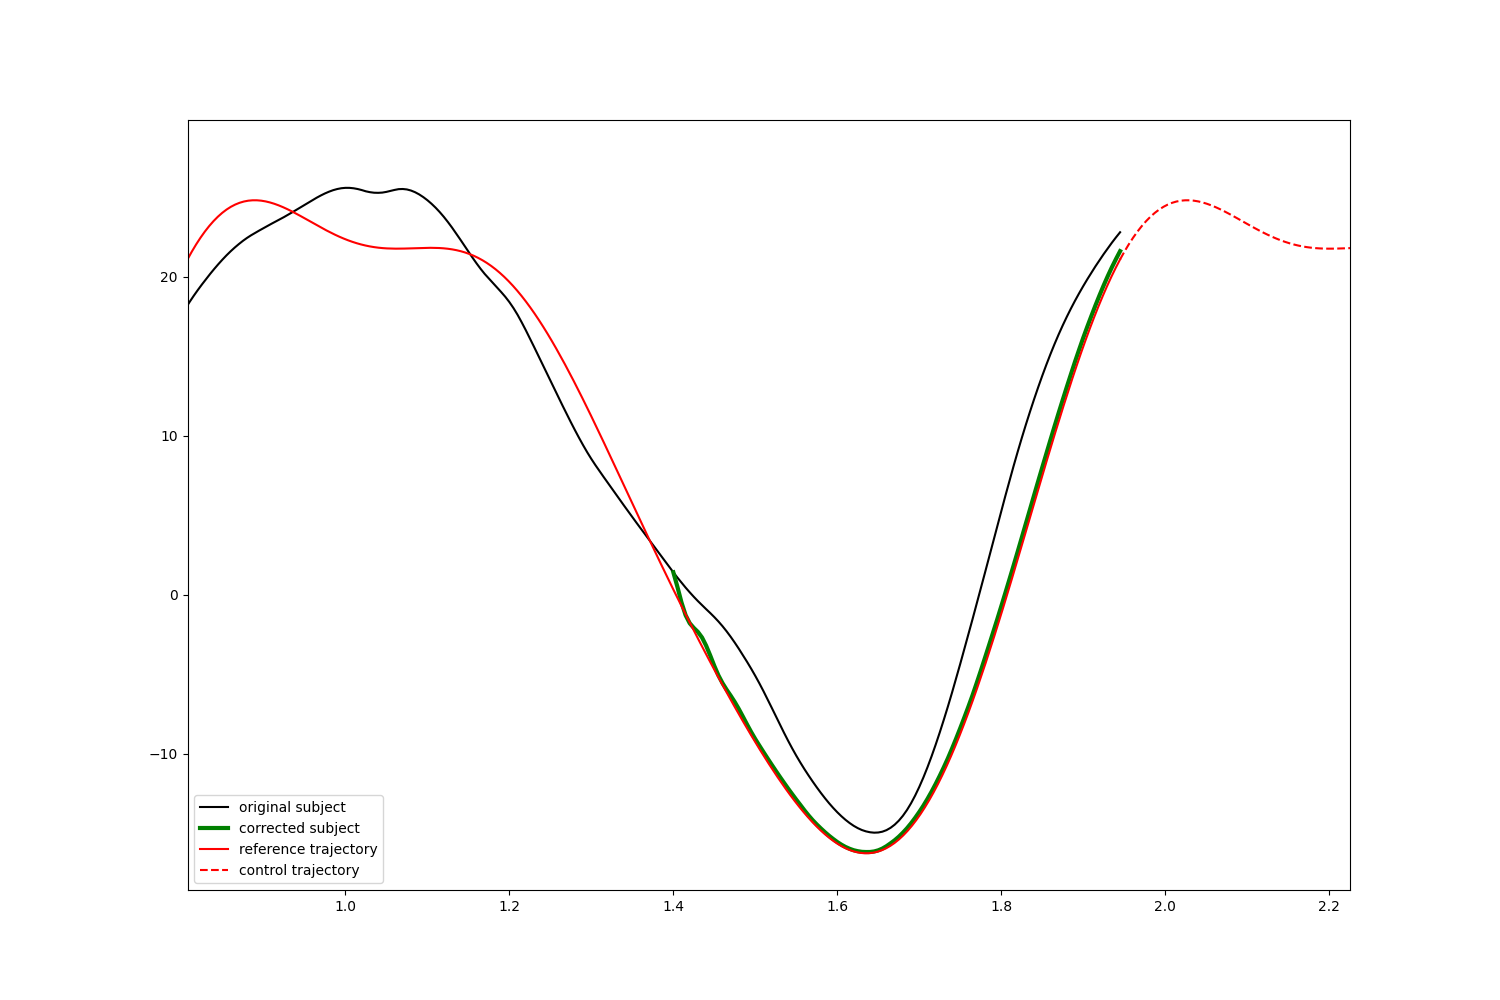 20
10
0
−10
original subject
corrected subject
reference trajectory
control trajectory
1.0 1.2 1.4 1.6 1.8 2.0 2.2